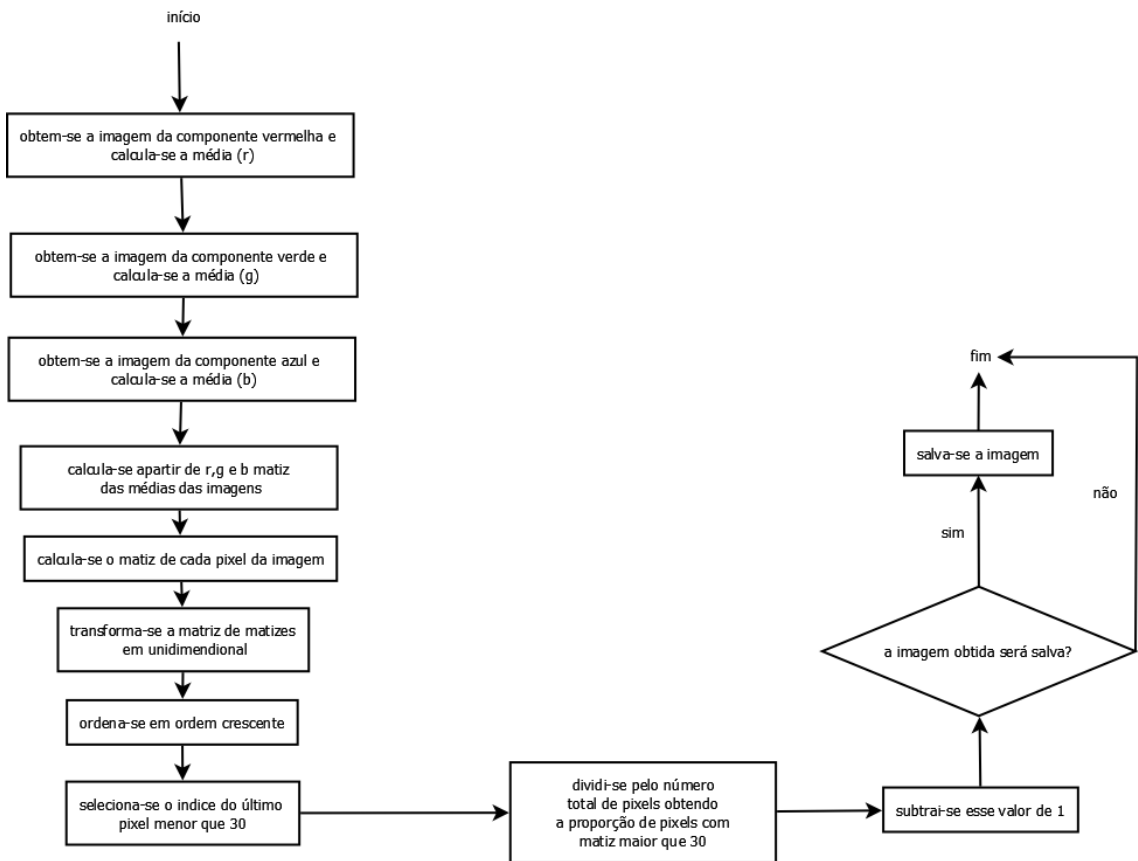 início
obtem-se a imagem da componente vermelha e
calcula-se a média (r)
obtem-se a imagem da componente verde e
calcula-se a média (g)
obtem-se a imagem da componente azul e
calcula-se a média (b)
calcula-se apartir de r,g e b matiz
das médias das imagens
calcula-se o matiz de cada pixel da imagem
transforma-se a matriz de matizes
em unidimendional
ordena-se em ordem crescente
seleciona-se o indice do último
pixel menor que 30
dividi-se pelo número
total de pixels obtendo
a proporção de pixels com
matiz maior que 30
subtrai-se esse valor de 1
a imagem obtida será salva?
sim
não
salva-se a imagem
fim